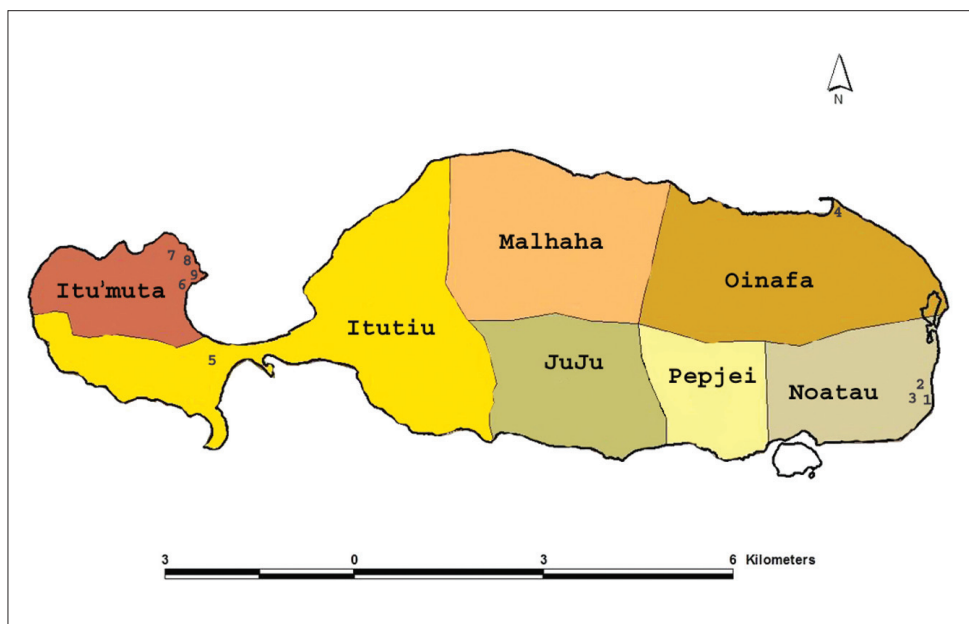 N
4
Malhaha
7
8
9
Itu'muta
6
Oinafa
Itutiu
5
JuJu
Pepjei
Noatau
2
3
1
3 0 3 6 Kilometers